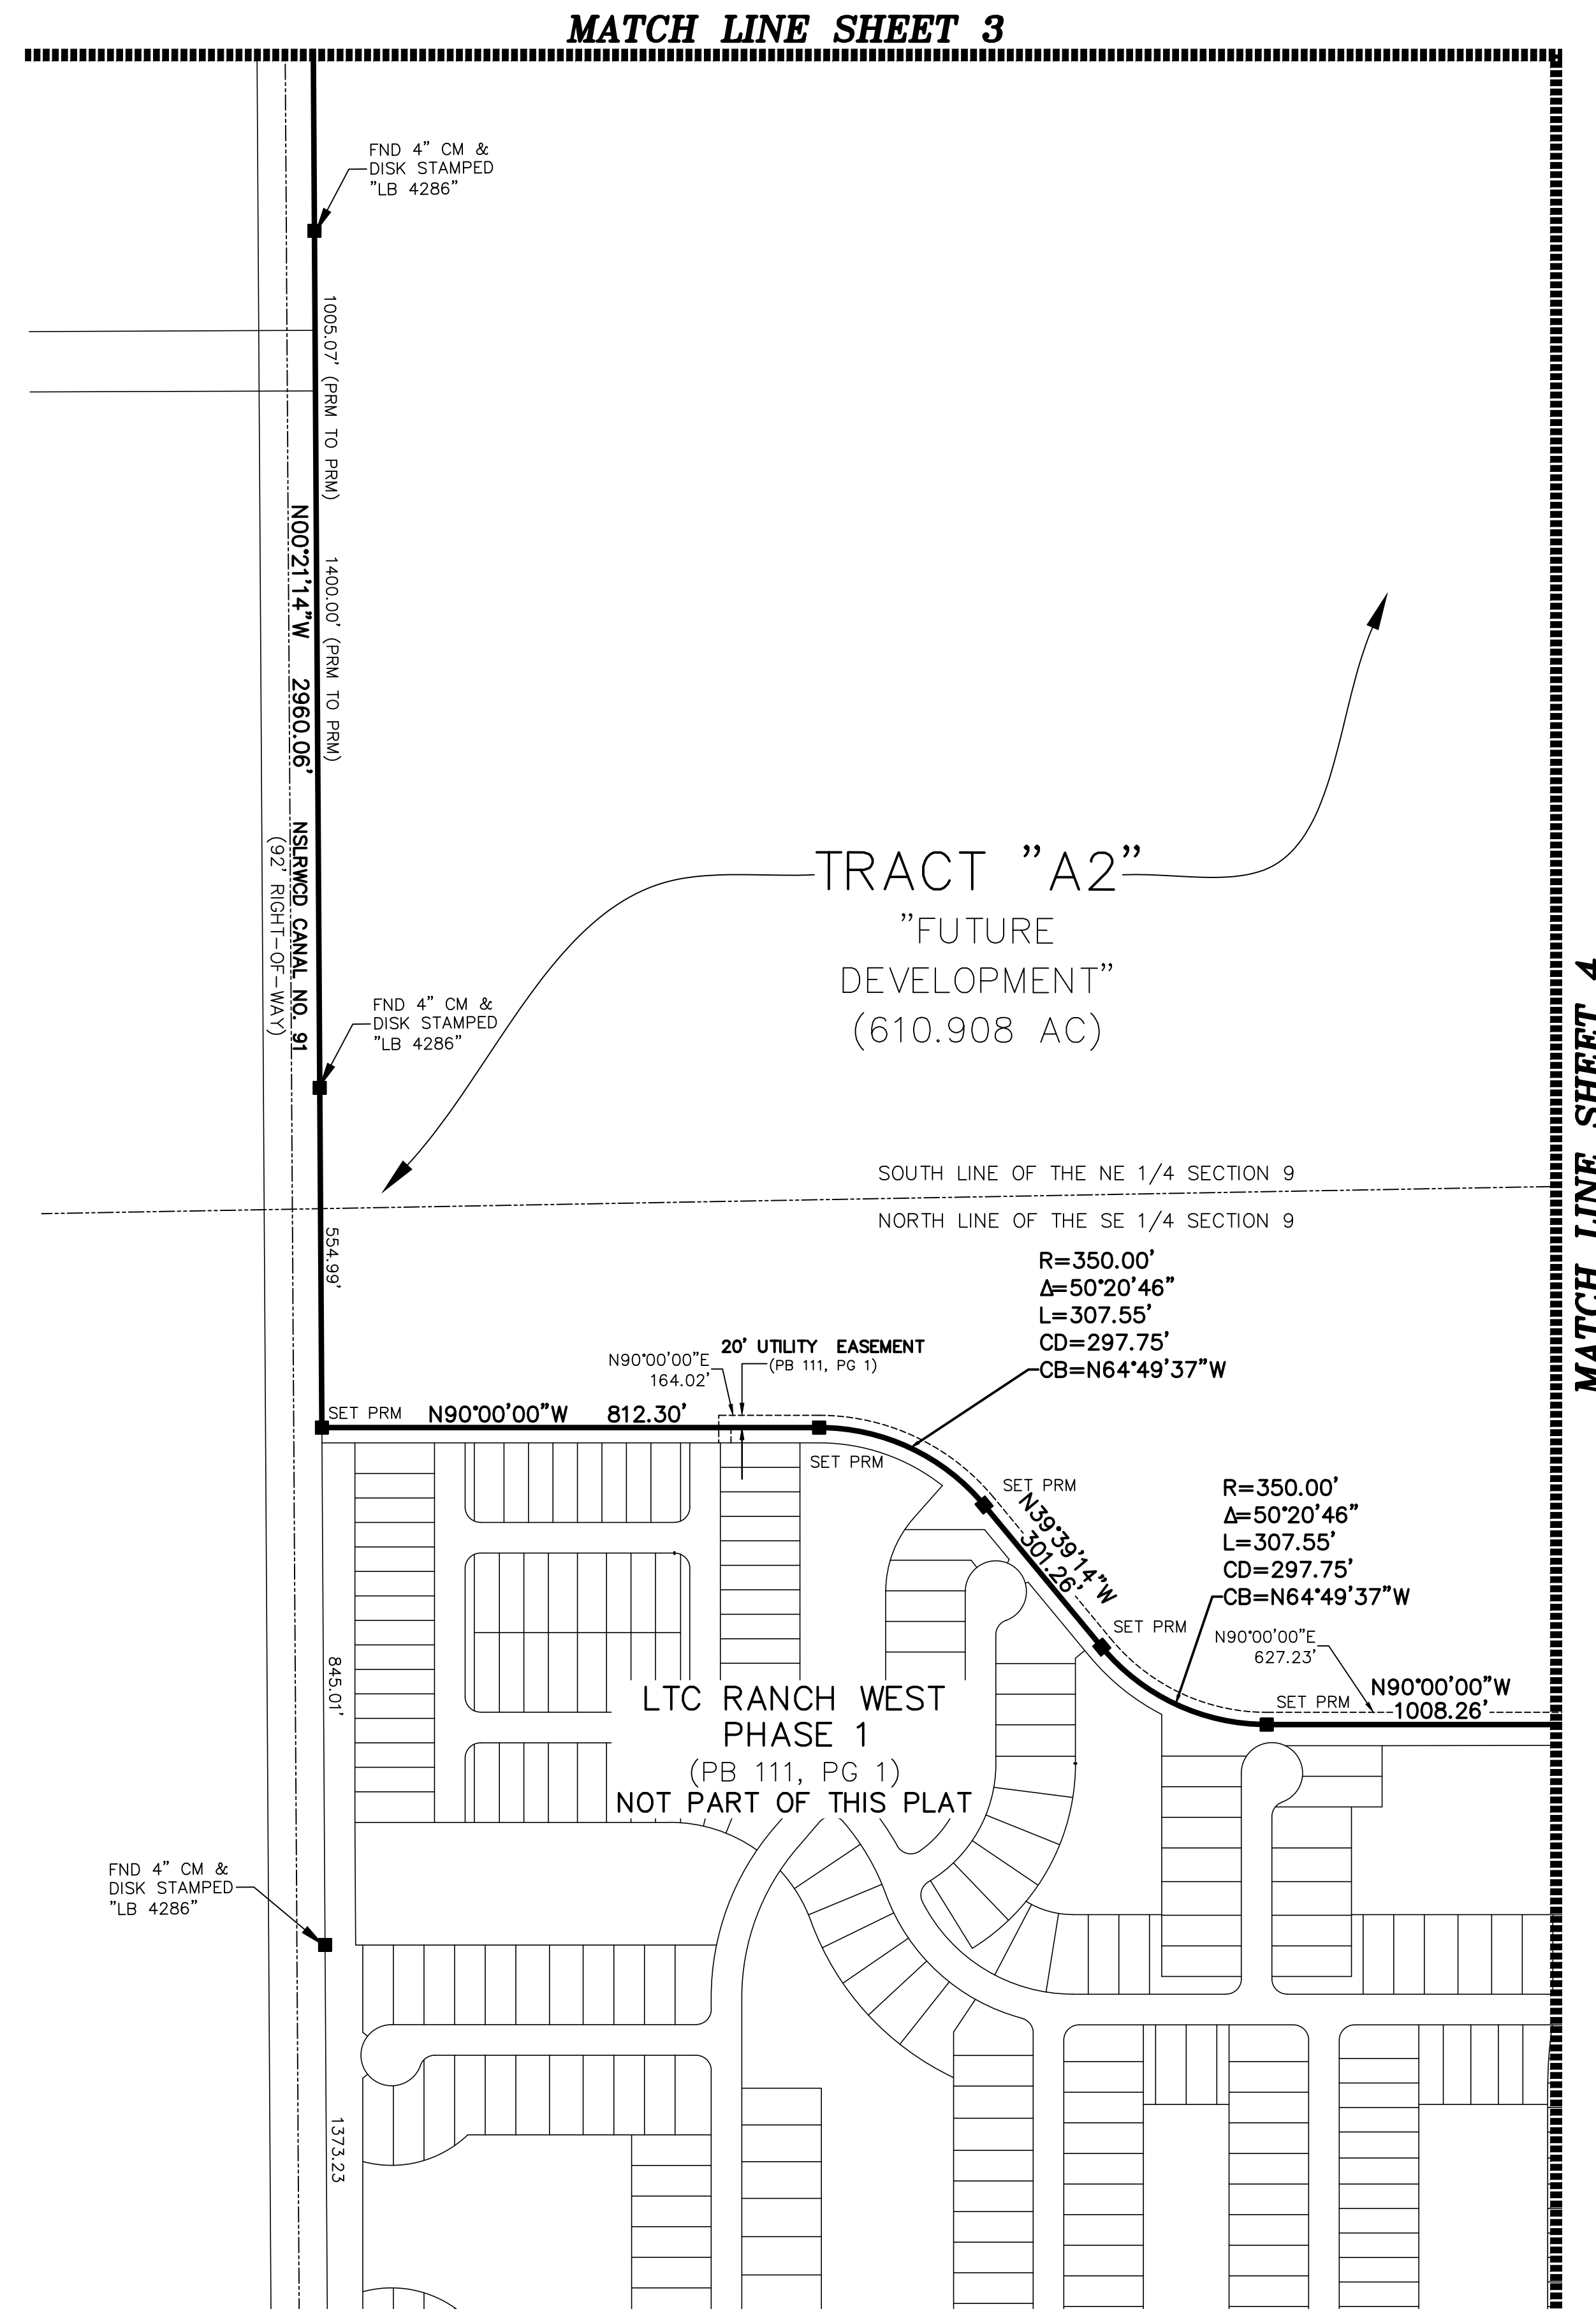 MATCH LINE SHEET 3
FND 4" CM &
DISK STAMPED
"LB 4286"
1005.07' (PRM TO PRM)
1400.00' (PRM TO PRM)
N00°21'14"W 2960.06'
NSLRWCD CANAL NO. 91
(92' RIGHT-OF-WAY)
TRACT "A2"
"FUTURE
DEVELOPMENT"
(610.908 AC)
FND 4" CM &
DISK STAMPED
"LB 4286"
MATCH LINE SHEET 4
SOUTH LINE OF THE NE 1/4 SECTION 9
NORTH LINE OF THE SE 1/4 SECTION 9
554.99'
R=350.00'
Δ=50°20'46"
L=307.55'
CD=297.75'
CB=N64°49'37"W
20' UTILITY EASEMENT
(PB 111, PG 1)
N90°00'00"E
164.02'
SET PRM
N90°00'00"W 812.30'
SET PRM
SET PRM
N39°39'14"W
301.26'
R=350.00'
Δ=50°20'46"
L=307.55'
CD=297.75'
CB=N64°49'37"W
SET PRM
N90°00'00"E
627.23'
SET PRM
N90°00'00"W
1008.26'
845.01'
LTC RANCH WEST
PHASE 1
(PB 111, PG 1)
NOT PART OF THIS PLAT
FND 4" CM &
DISK STAMPED
"LB 4286"
1373.23